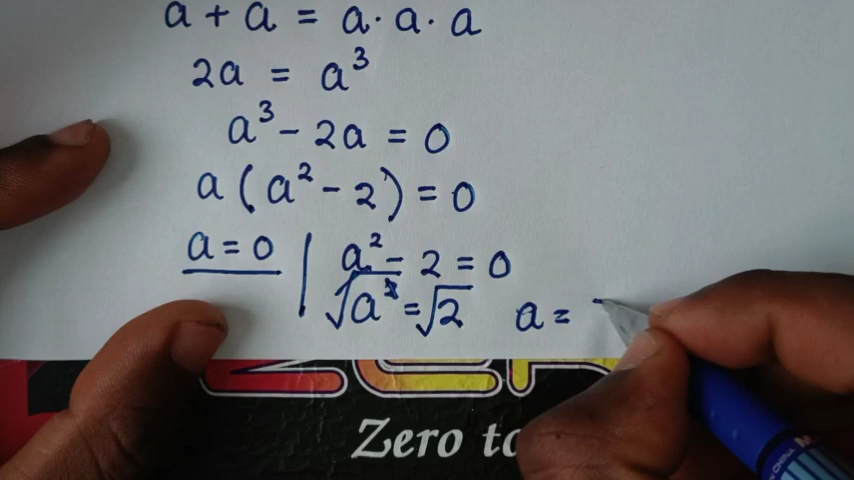 a + a = a · a · a
2a = a³
a³ - 2a = 0
a (a² - 2) = 0
a = 0 | a² - 2 = 0
√a² = √2 a =
Zero to